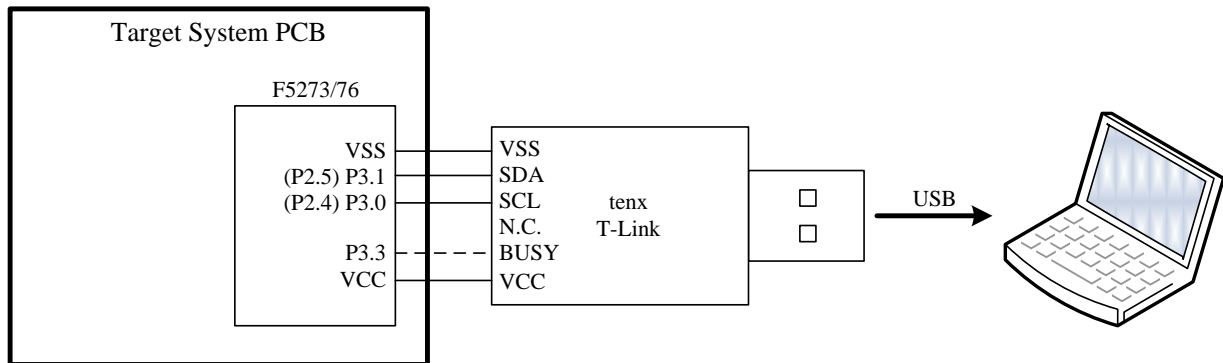 Target System PCB
F5273/76
VSS VSS
(P2.5) P3.1 SDA
(P2.4) P3.0 SCL
N.C.
P3.3 BUSY
VCC VCC
tenx
T-Link
USB